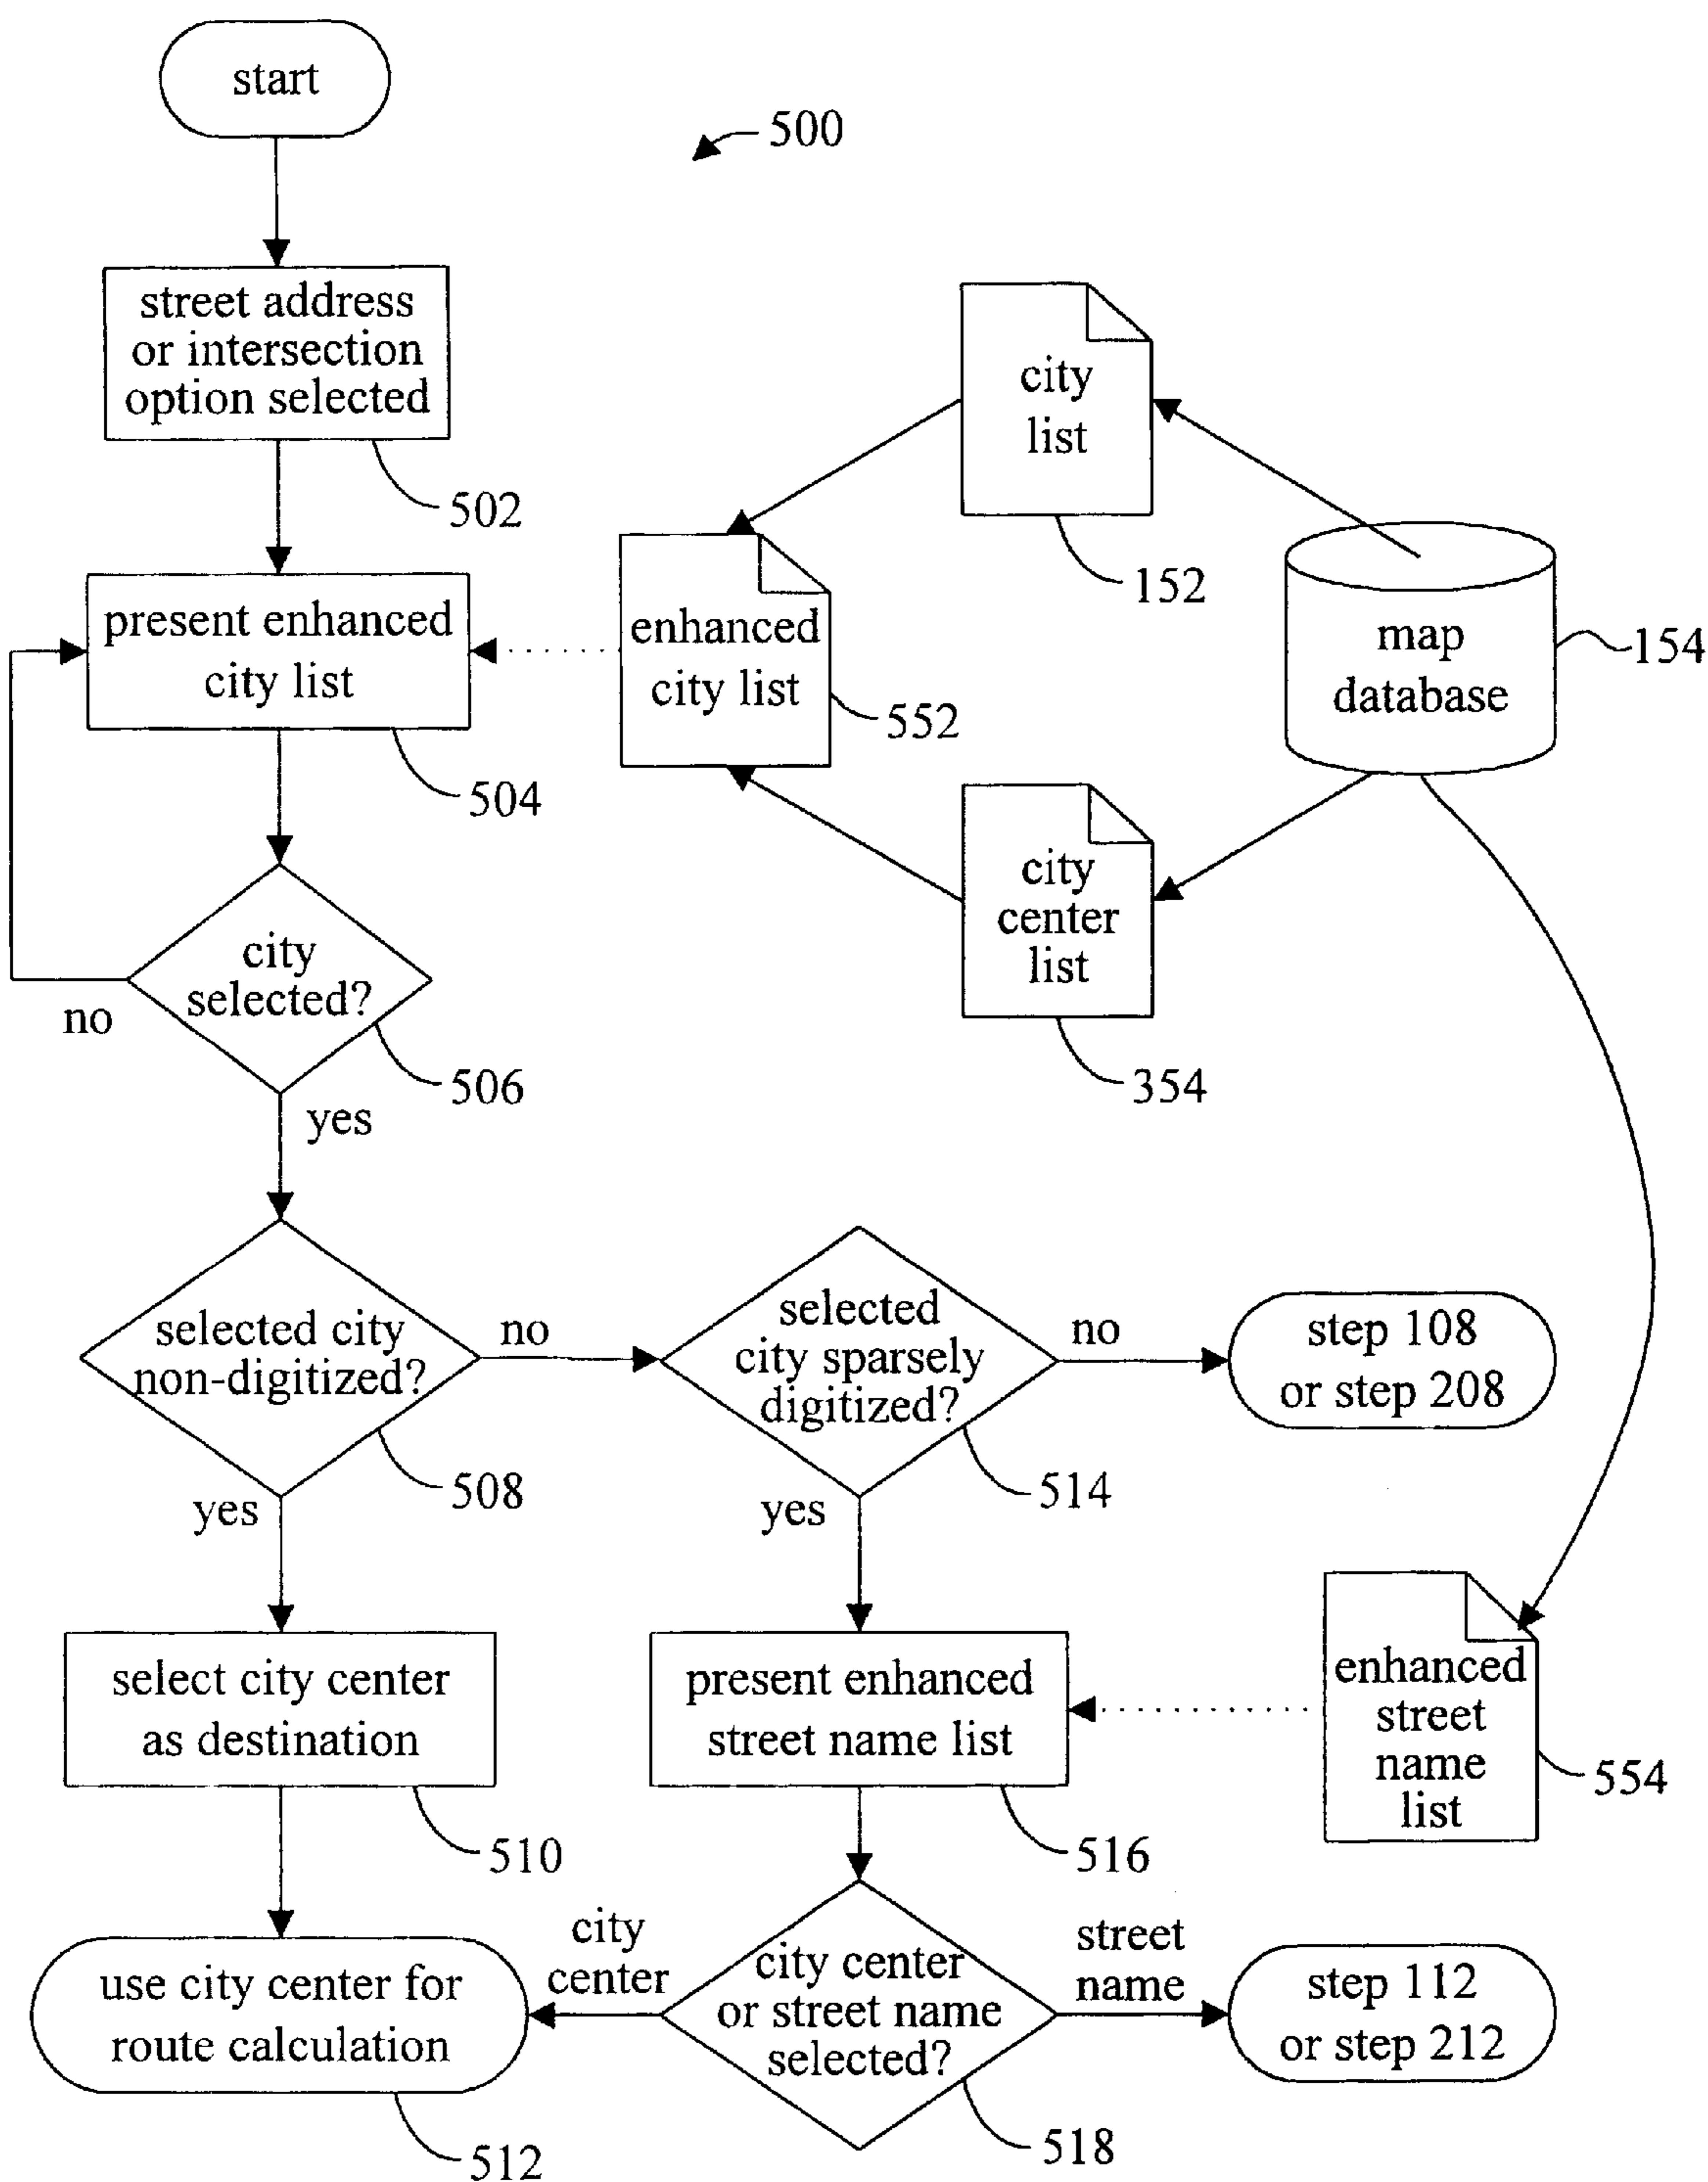 start
500
street address
or intersection
option selected
502
city
list
152
map
database
154
present enhanced
city list
504
enhanced
city list
552
city
center
list
354
city
selected?
no
506
yes
selected city
non-digitized?
no
508
yes
selected
city sparsely
digitized?
no
514
yes
step 108
or step 208
select city center
as destination
510
present enhanced
street name list
516
enhanced
street
name
list
554
use city center for
route calculation
512
city
center
city center
or street name
selected?
518
street
name
step 112
or step 212